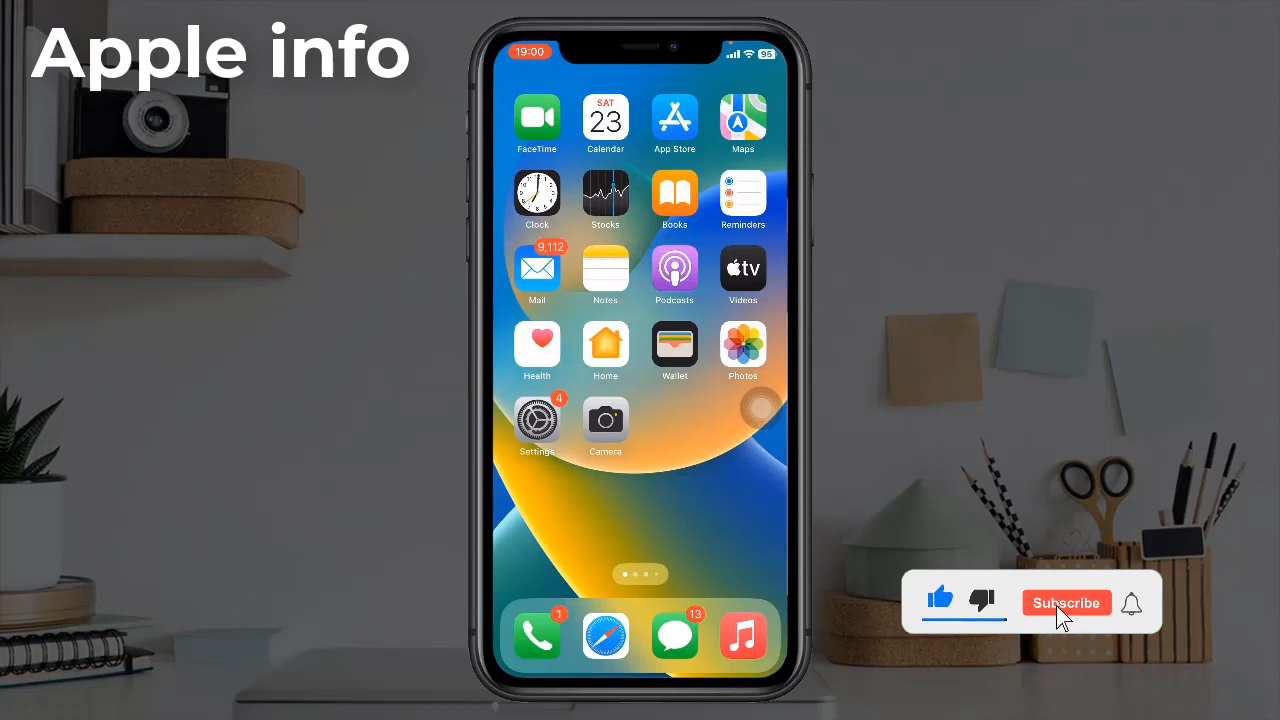 Apple info
19:00
95
SAT
23
FaceTime
Calendar
App Store
Maps
Clock
Stocks
Books
Reminders
9,112
tv
Mail
Notes
Podcasts
Videos
Health
Home
Wallet
Photos
4
Settings
Camera
1
13
Subscribe